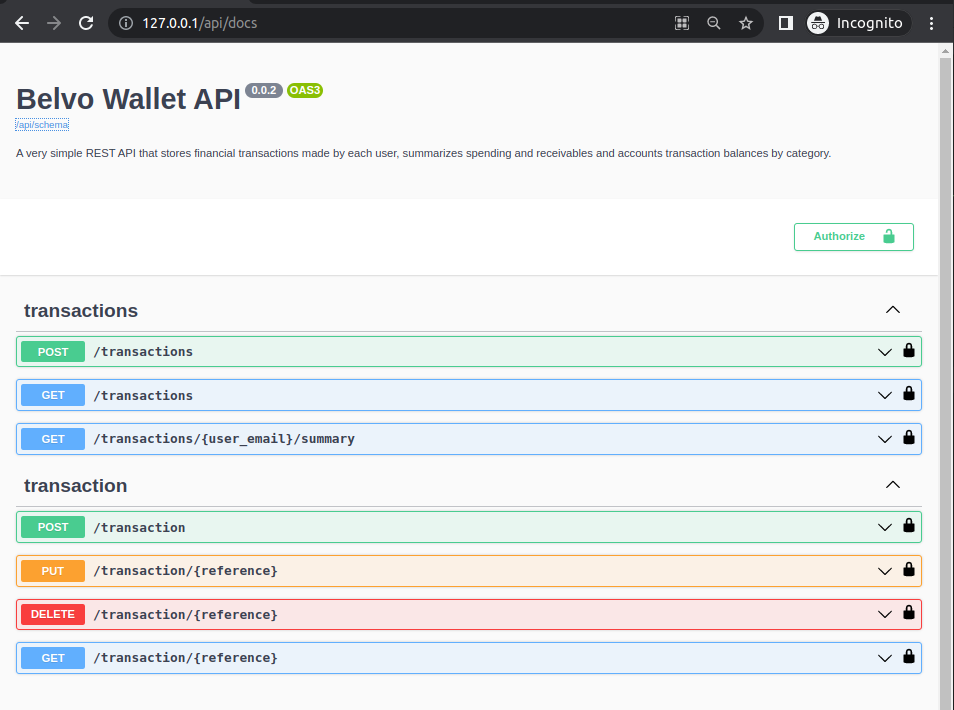 127.0.0.1/api/docs
Incognito
Belvo Wallet API 0.0.2 OAS3
/api/schema
A very simple REST API that stores financial transactions made by each user, summarizes spending and receivables and accounts transaction balances by category.
Authorize
transactions
POST /transactions
GET /transactions
GET /transactions/{user_email}/summary
transaction
POST /transaction
PUT /transaction/{reference}
DELETE /transaction/{reference}
GET /transaction/{reference}